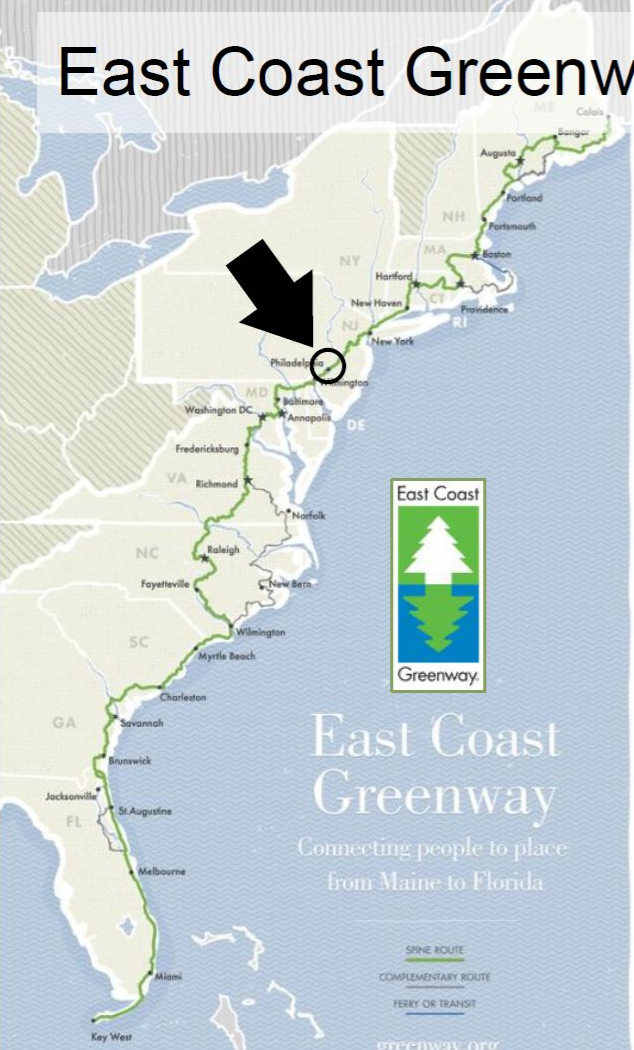 East Coast Greenw
ME
Calais
Bangor
Augusta
Portland
NH
Portsmouth
MA
Boston
NY
Hartford
CT
Providence
New Haven
RI
NJ
New York
Philadelphia
Wilmington
MD
Baltimore
Washington DC
Annapolis
DE
Fredericksburg
VA
Richmond
Norfolk
NC
Raleigh
Fayetteville
New Bern
Wilmington
SC
Myrtle Beach
Charleston
GA
Savannah
Brunswick
Jacksonville
St.Augustine
FL
Melbourne
Miami
Key West
East Coast
Greenway
East Coast
Greenway
Connecting people to place
from Maine to Florida
SPINE ROUTE
COMPLEMENTARY ROUTE
FERRY OR TRANSIT
greenway.org